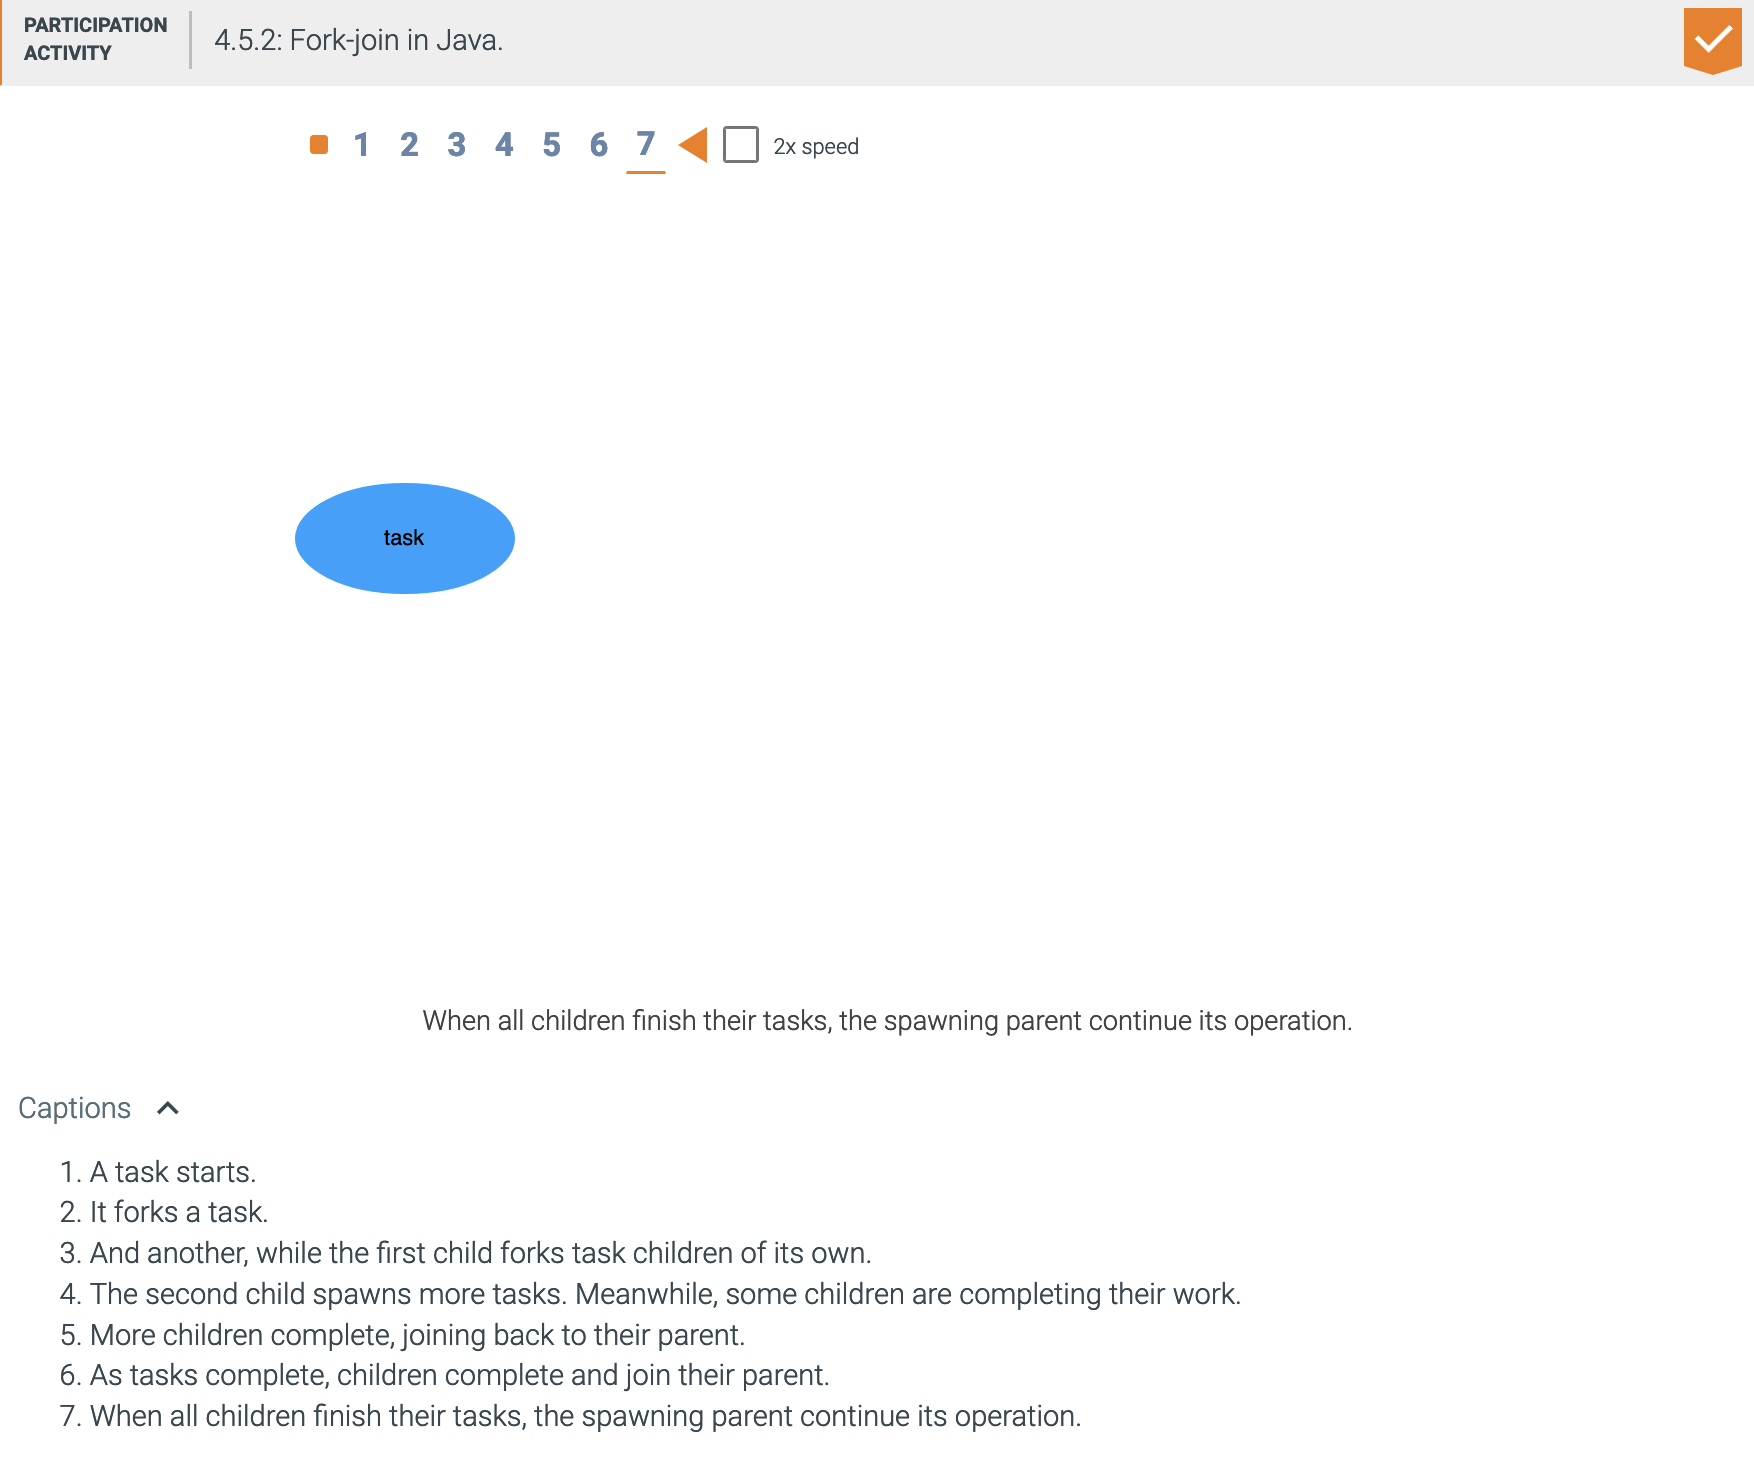 PARTICIPATION
ACTIVITY
4.5.2: Fork-join in Java.
1 2 3 4 5 6 7 2x speed
task
When all children finish their tasks, the spawning parent continue its operation.
Captions
1. A task starts.
2. It forks a task.
3. And another, while the first child forks task children of its own.
4. The second child spawns more tasks. Meanwhile, some children are completing their work.
5. More children complete, joining back to their parent.
6. As tasks complete, children complete and join their parent.
7. When all children finish their tasks, the spawning parent continue its operation.